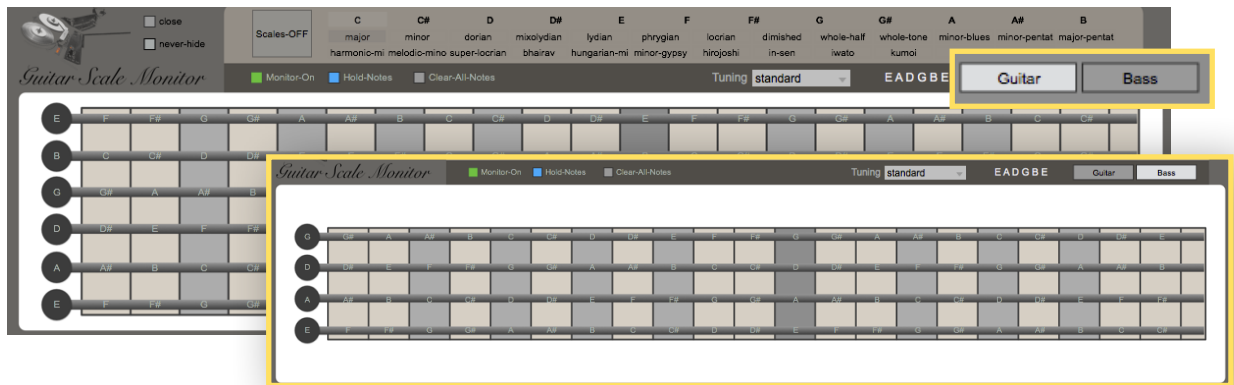 close
never-hide
Scales-OFF
C C# D D# E F F# G G# A A# B
major minor dorian mixolydian lydian phrygian locrian dimished whole-half whole-tone minor-blues minor-pentat major-pentat
harmonic-mi melodic-mino super-locrian bhairav hungarian-mi minor-gypsy hirojoshi in-sen iwato kumoi
Guitar Scale Monitor Monitor-On Hold-Notes Clear-All-Notes Tuning standard EADGBE Guitar Bass
E F F# G G# A A# B C C# D D# E F F# G G# A A# B C C#
B C C# D D#
G G# A A# B
D D# E F F#
A A# B C C#
E F F# G G#
Guitar Scale Monitor Monitor-On Hold-Notes Clear-All-Notes Tuning standard EADGBE Guitar Bass
G G# A A# B C C# D D# E F F# G G# A A# B C C# D D# E
D D# E F F# G G# A A# B C C# D D# E F F# G G# A A# B
A A# B C C# D D# E F F# G G# A A# B C C# D D# E F F#
E F F# G G# A A# B C C# D D# E F F# G G# A A# B C C#